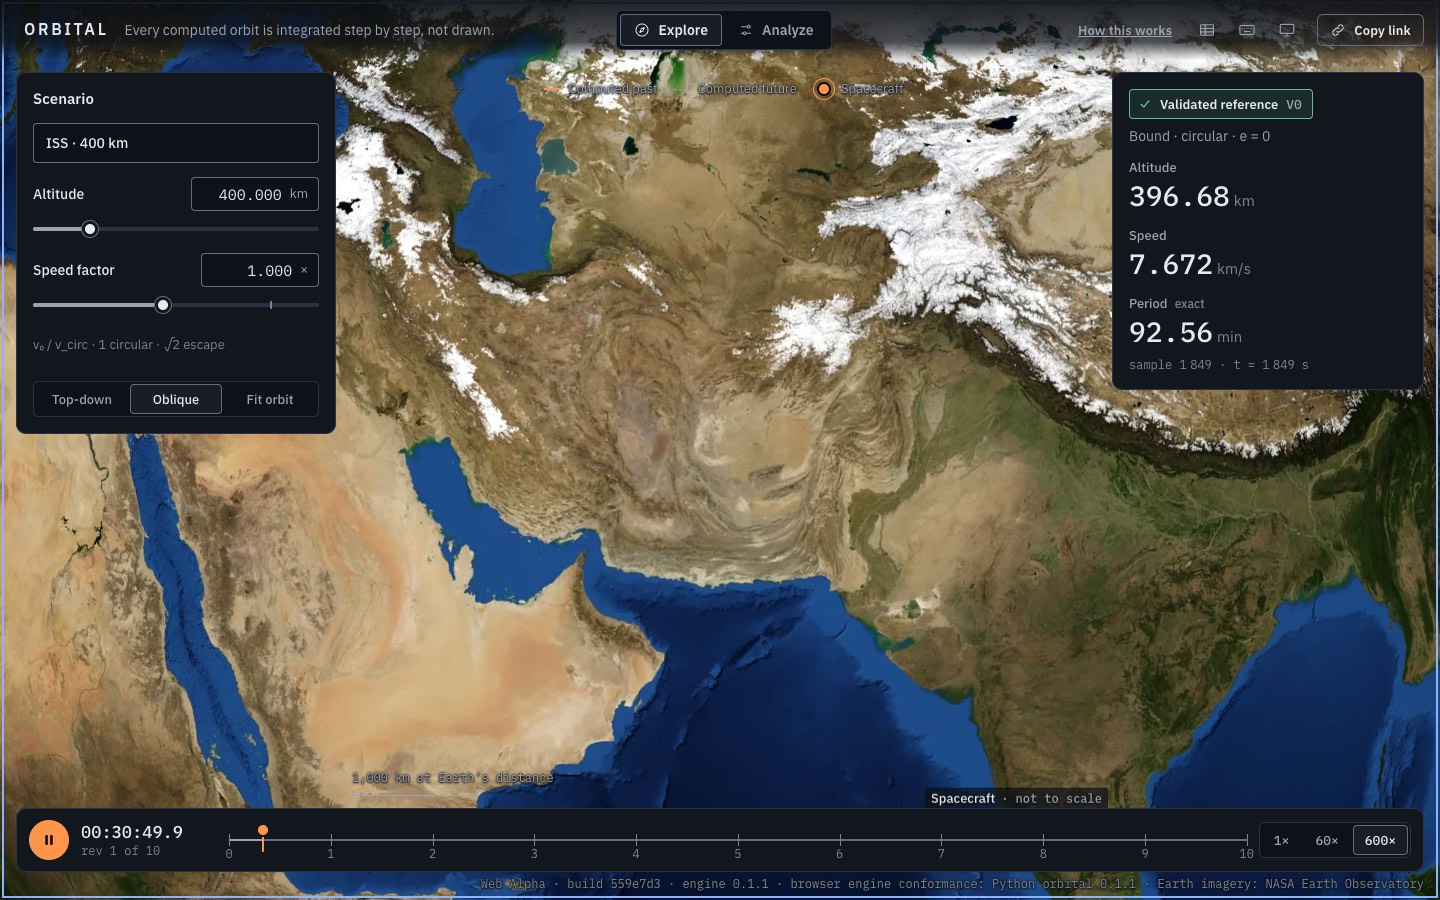 ORBITAL
Every computed orbit is integrated step by step, not drawn.
Explore
Analyze
How this works
Copy link
Computed past
Computed future
Spacecraft
Scenario
ISS · 400 km
Altitude
400.000 km
Speed factor
1.000 ×
v₀ / v_circ · 1 circular · √2 escape
Top-down
Oblique
Fit orbit
Validated reference V0
Bound · circular · e = 0
Altitude
396.68 km
Speed
7.672 km/s
Period exact
92.56 min
sample 1 849 · t = 1 849 s
1,000 km at Earth's distance
Spacecraft · not to scale
00:30:49.9
rev 1 of 10
0 1 2 3 4 5 6 7 8 9 10
1× 60× 600×
Web Alpha · build 559e7d3 · engine 0.1.1 · browser engine conformance: Python orbital 0.1.1 · Earth imagery: NASA Earth Observatory